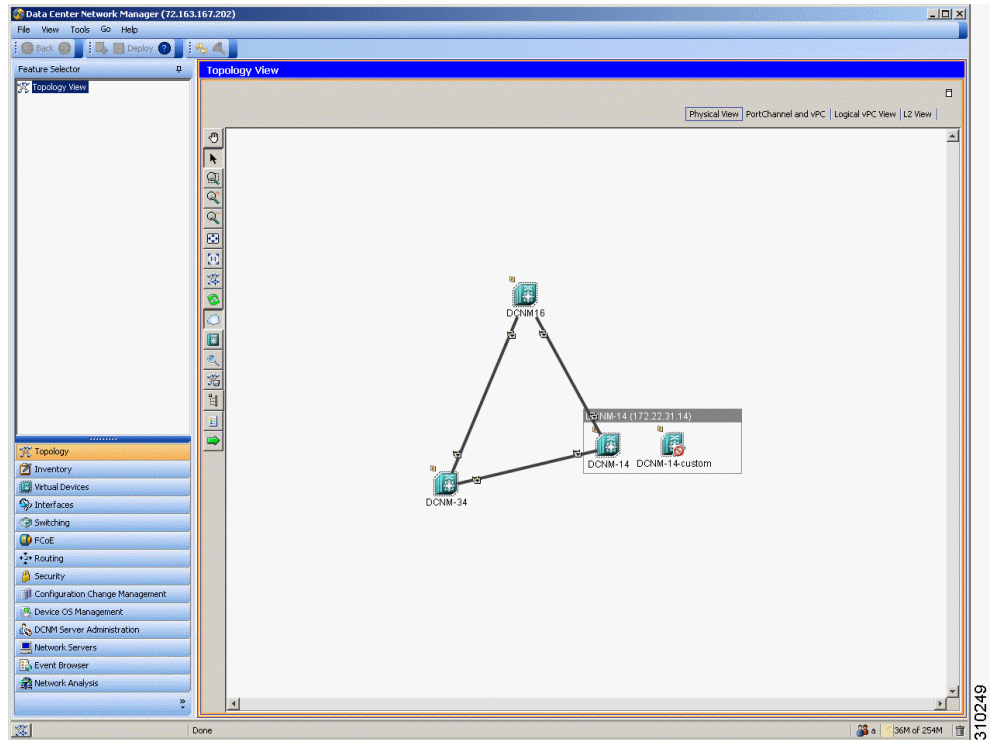 Data Center Network Manager (72.163.167.202)
File View Tools Go Help
Back Deploy
Feature Selector
Topology View
Topology View
Physical View PortChannel and vPC Logical vPC View L2 View
DCNM16
DCNM-14 (172.22.31.14)
DCNM-14 DCNM-14-custom
DCNM-34
Topology
Inventory
Virtual Devices
Interfaces
Switching
FCoE
Routing
Security
Configuration Change Management
Device OS Management
DCNM Server Administration
Network Servers
Event Browser
Network Analysis
Done
a 36M of 254M
310249